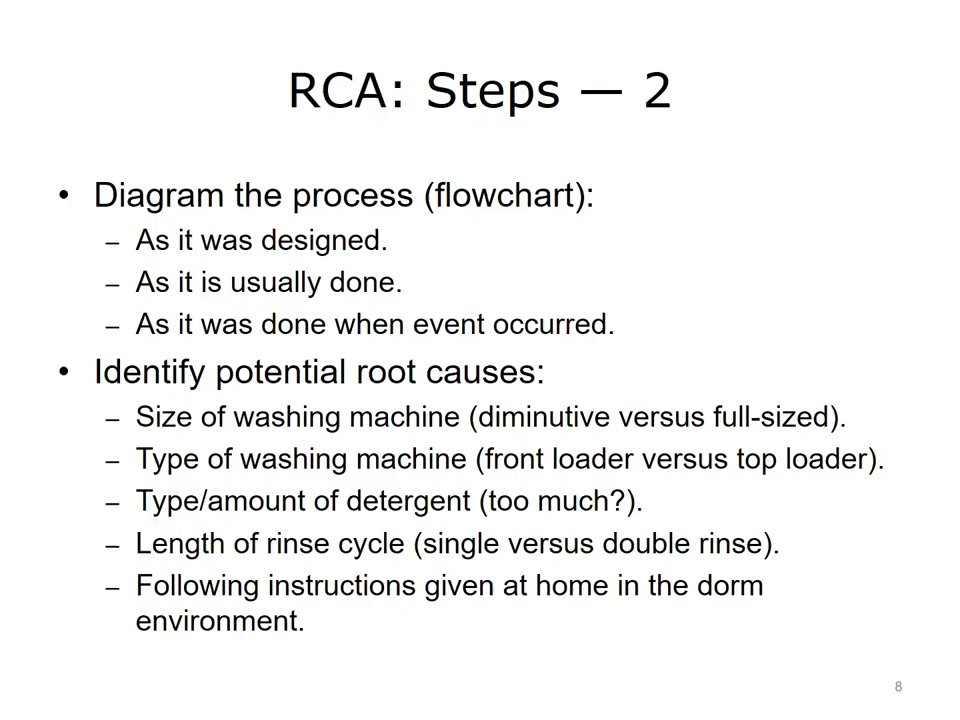 RCA: Steps — 2
• Diagram the process (flowchart):
– As it was designed.
– As it is usually done.
– As it was done when event occurred.
• Identify potential root causes:
– Size of washing machine (diminutive versus full-sized).
– Type of washing machine (front loader versus top loader).
– Type/amount of detergent (too much?).
– Length of rinse cycle (single versus double rinse).
– Following instructions given at home in the dorm
environment.
8